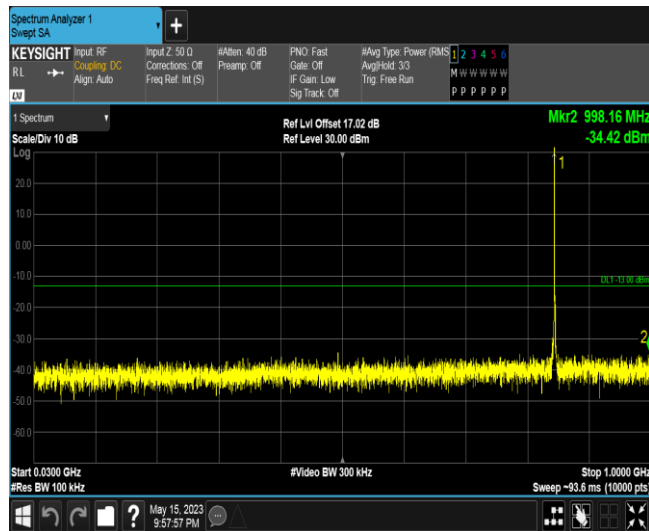 Spectrum Analyzer 1
Swept SA
+
KEYSIGHT
RL
LXI
Input: RF
Coupling: DC
Align: Auto
Input Z: 50 Ω
Corrections: Off
Freq Ref: Int (S)
#Atten: 40 dB
Preamp: Off
PNO: Fast
Gate: Off
IF Gain: Low
Sig Track: Off
#Avg Type: Power (RMS
Avg|Hold: 3/3
Trig: Free Run
1 2 3 4 5 6
M W W W W W
P P P P P P
1 Spectrum
Scale/Div 10 dB
Log
Ref Lvl Offset 17.02 dB
Ref Level 30.00 dBm
Mkr2 998.16 MHz
-34.42 dBm
1
20.0
10.0
0.00
-10.0
DL1 -13.00 dBm
-20.0
-30.0
2
-40.0
-50.0
-60.0
Start 0.0300 GHz
#Res BW 100 kHz
#Video BW 300 kHz
Stop 1.0000 GHz
Sweep ~93.6 ms (10000 pts)
?
May 15, 2023
9:57:57 PM